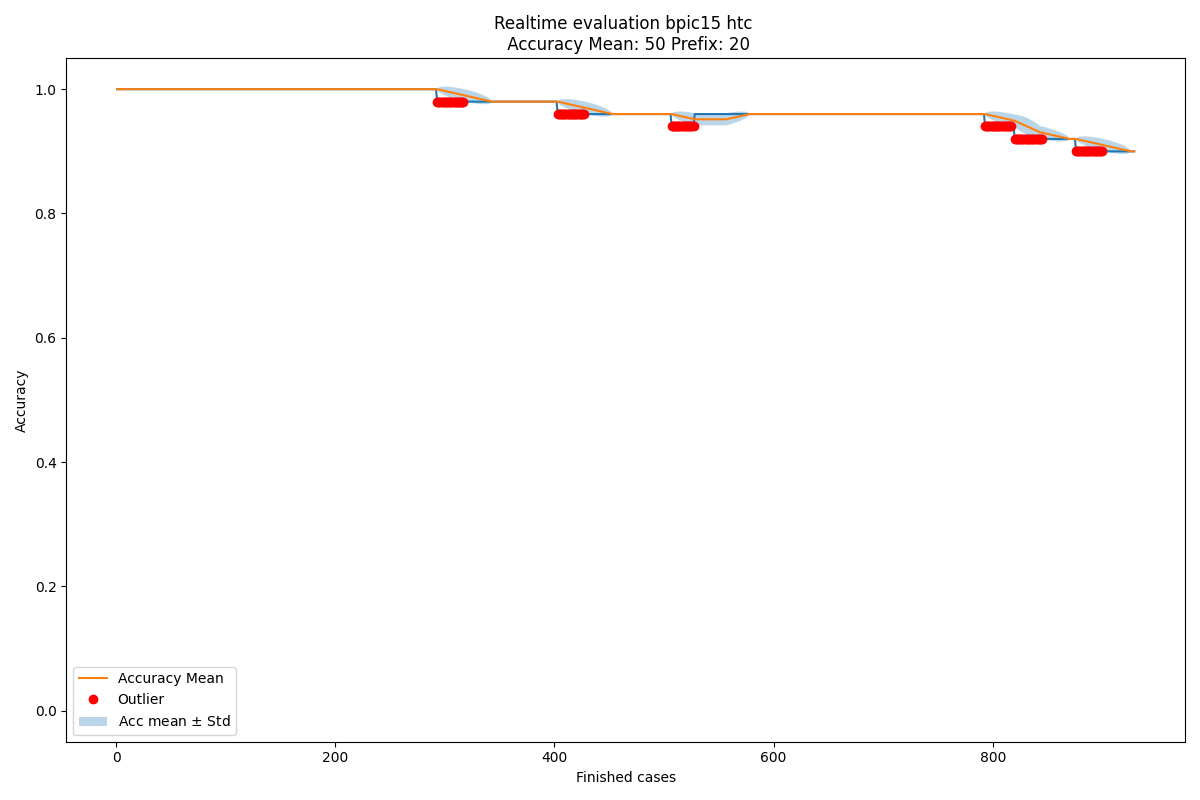 Realtime evaluation bpic15 htc
Accuracy Mean: 50 Prefix: 20
1.0
0.8
0.6
0.4
0.2
0.0
Accuracy
0 200 400 600 800
Finished cases
Accuracy Mean
Outlier
Acc mean ± Std